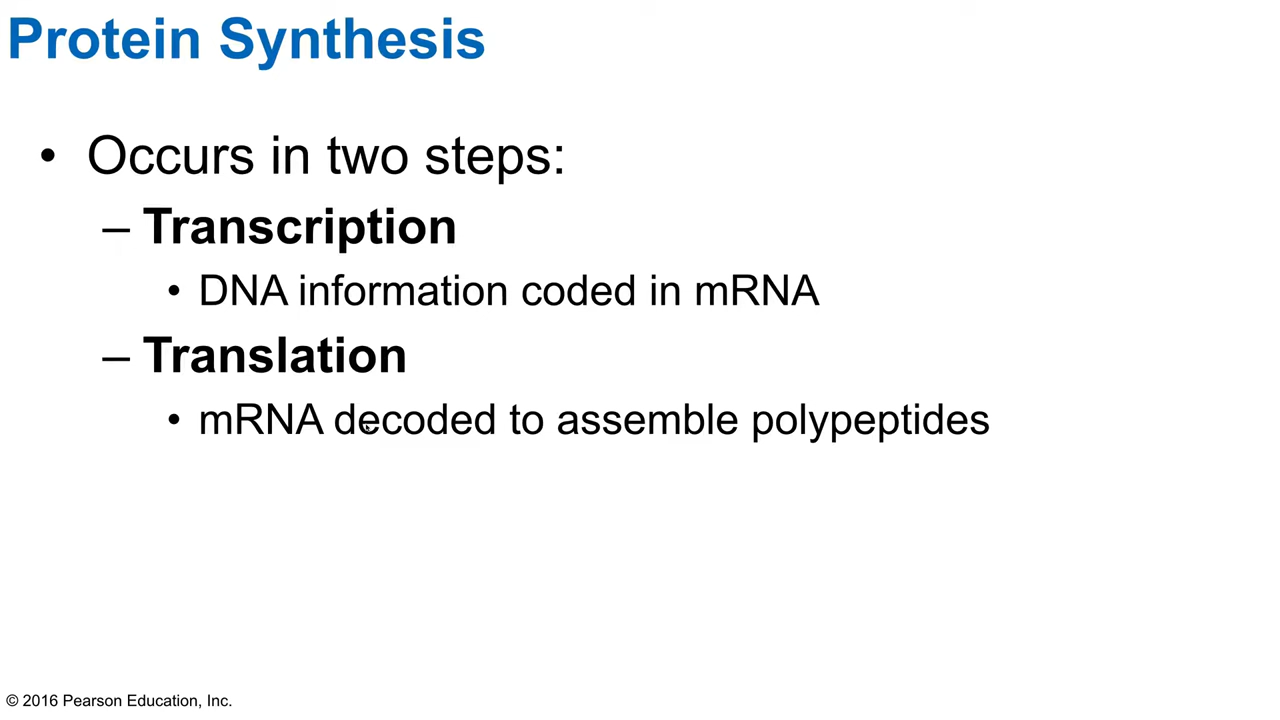 Protein Synthesis
• Occurs in two steps:
– Transcription
• DNA information coded in mRNA
– Translation
• mRNA decoded to assemble polypeptides
© 2016 Pearson Education, Inc.